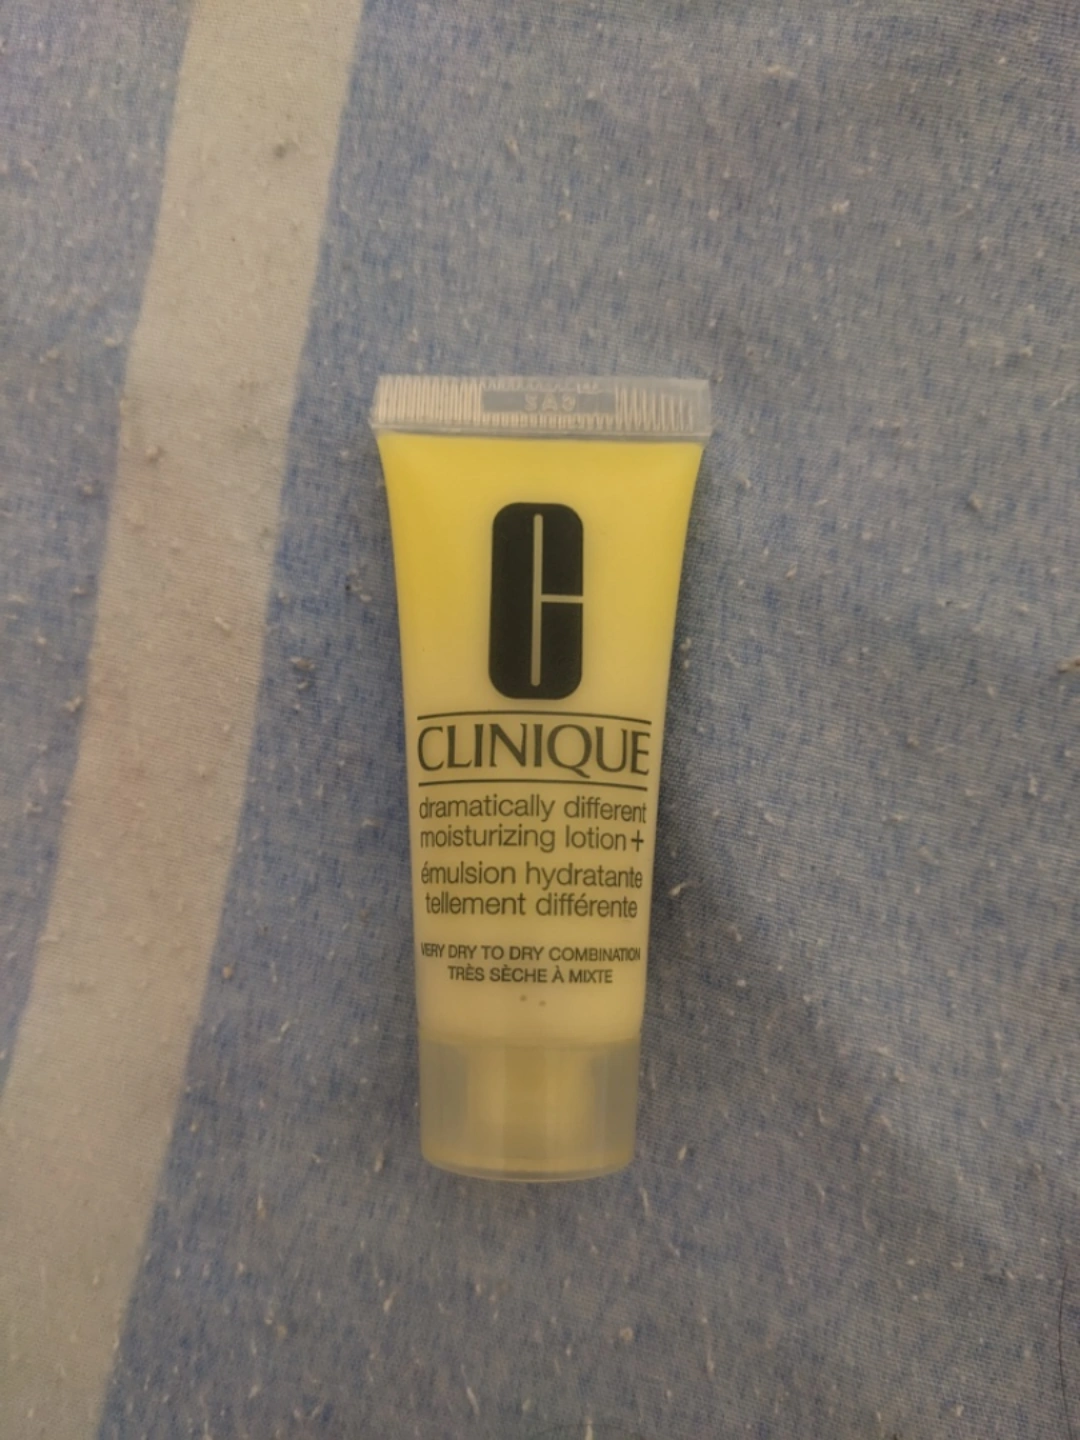 CLINIQUE
dramatically different
moisturizing lotion+
émulsion hydratante
tellement différente
VERY DRY TO DRY COMBINATION
TRÈS SÈCHE À MIXTE